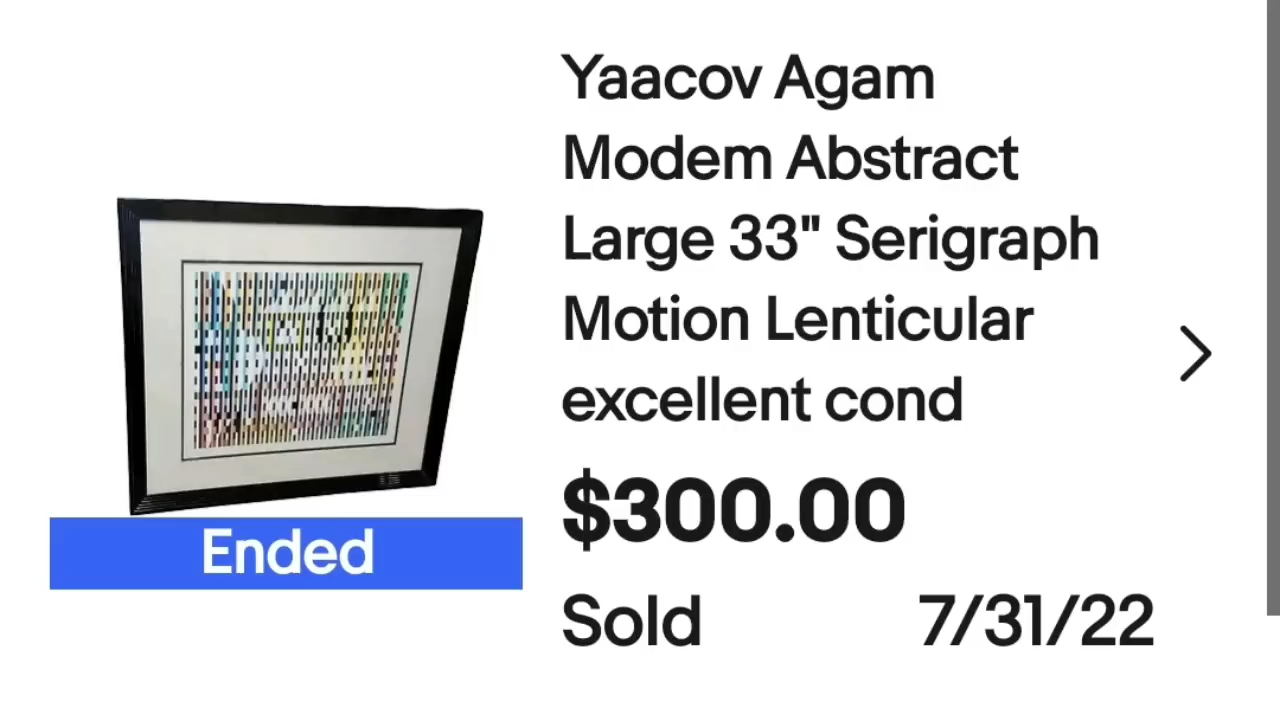 Yaacov Agam
Modem Abstract
Large 33" Serigraph
Motion Lenticular
excellent cond
$300.00
Ended
Sold 7/31/22